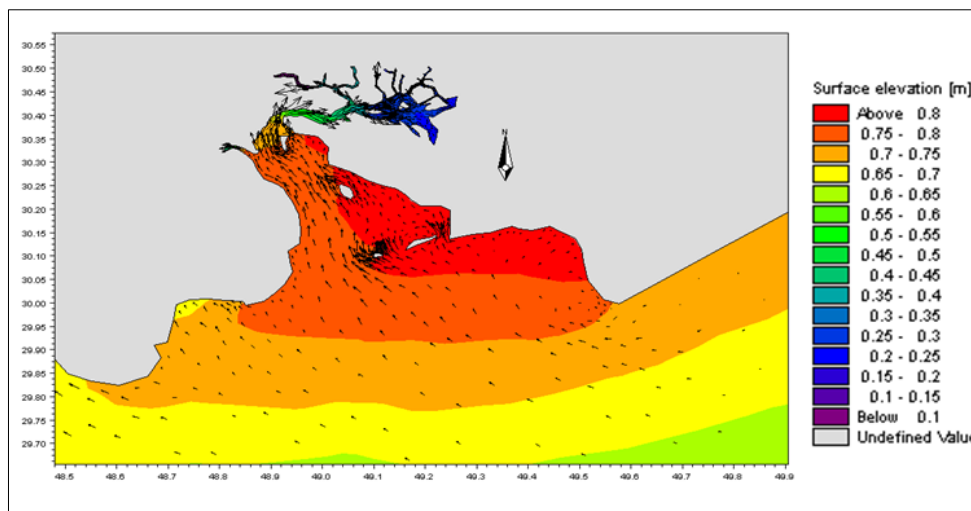 30.55
30.50
30.45
30.40
30.35
30.30
30.25
30.20
30.15
30.10
30.05
30.00
29.95
29.90
29.85
29.80
29.75
29.70
48.5 48.6 48.7 48.8 48.9 49.0 49.1 49.2 49.3 49.4 49.5 49.6 49.7 49.8 49.9
N
Surface elevation [m]
Above 0.8
0.75 - 0.8
0.7 - 0.75
0.65 - 0.7
0.6 - 0.65
0.55 - 0.6
0.5 - 0.55
0.45 - 0.5
0.4 - 0.45
0.35 - 0.4
0.3 - 0.35
0.25 - 0.3
0.2 - 0.25
0.15 - 0.2
0.1 - 0.15
Below 0.1
Undefined Value